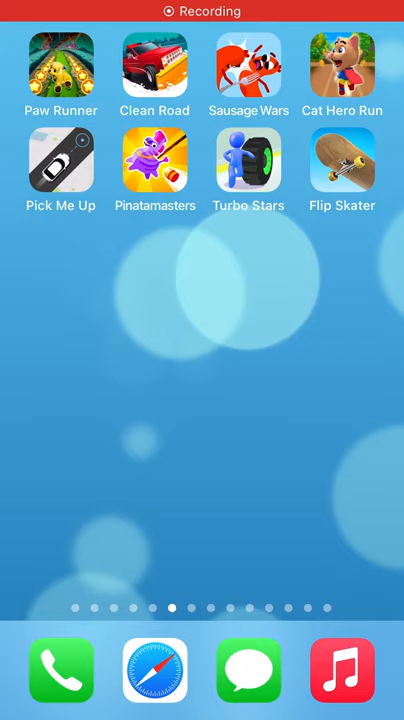 Recording
Paw Runner Clean Road Sausage Wars Cat Hero Run
Pick Me Up Pinatamasters Turbo Stars Flip Skater